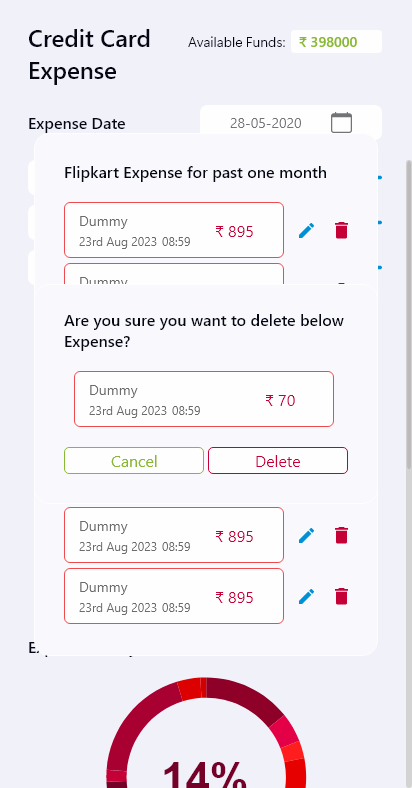 Credit Card
Expense
Available Funds: ₹ 398000
Expense Date
28-05-2020
Flipkart Expense for past one month
Dummy
23rd Aug 2023 08:59
₹ 895
Dummy
Are you sure you want to delete below
Expense?
Dummy
23rd Aug 2023 08:59
₹ 70
Cancel
Delete
Dummy
23rd Aug 2023 08:59
₹ 895
Dummy
23rd Aug 2023 08:59
₹ 895
14%